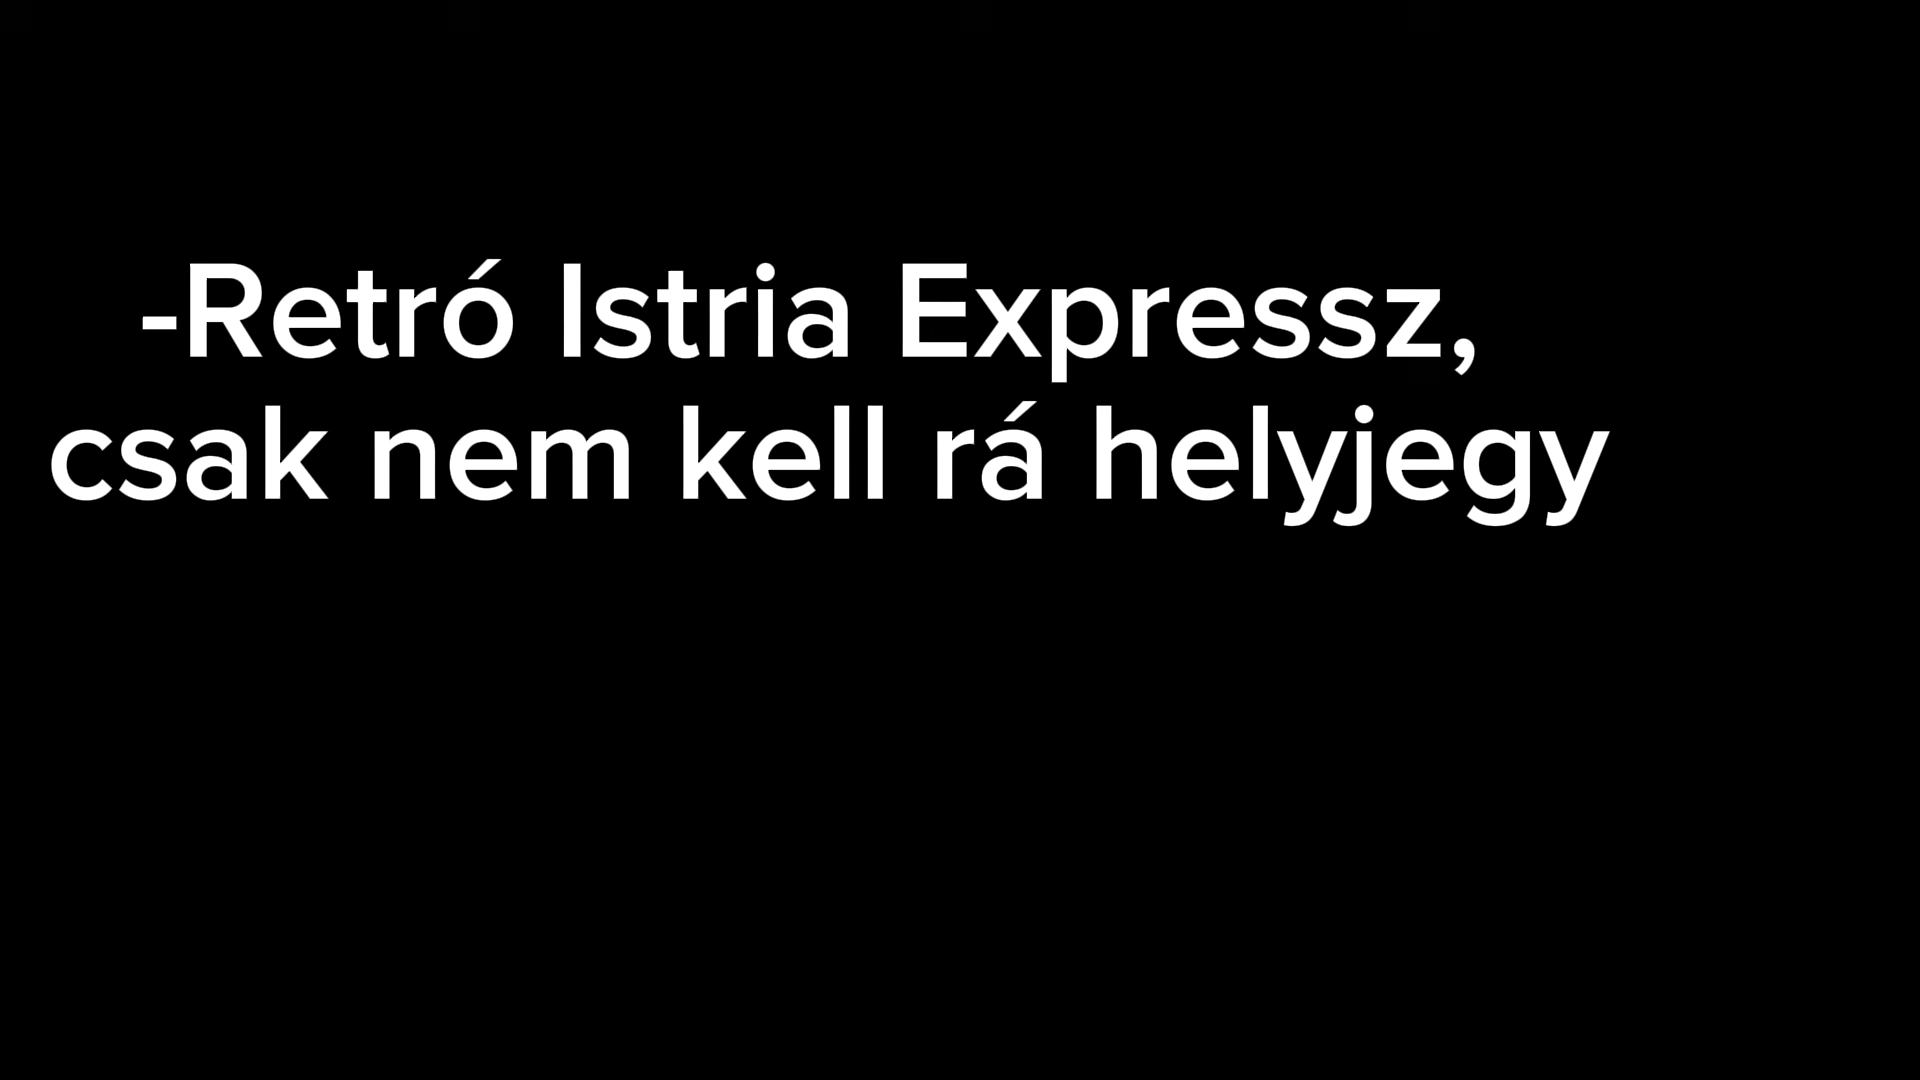 -Retró Istria Expressz,
csak nem kell rá helyjegy